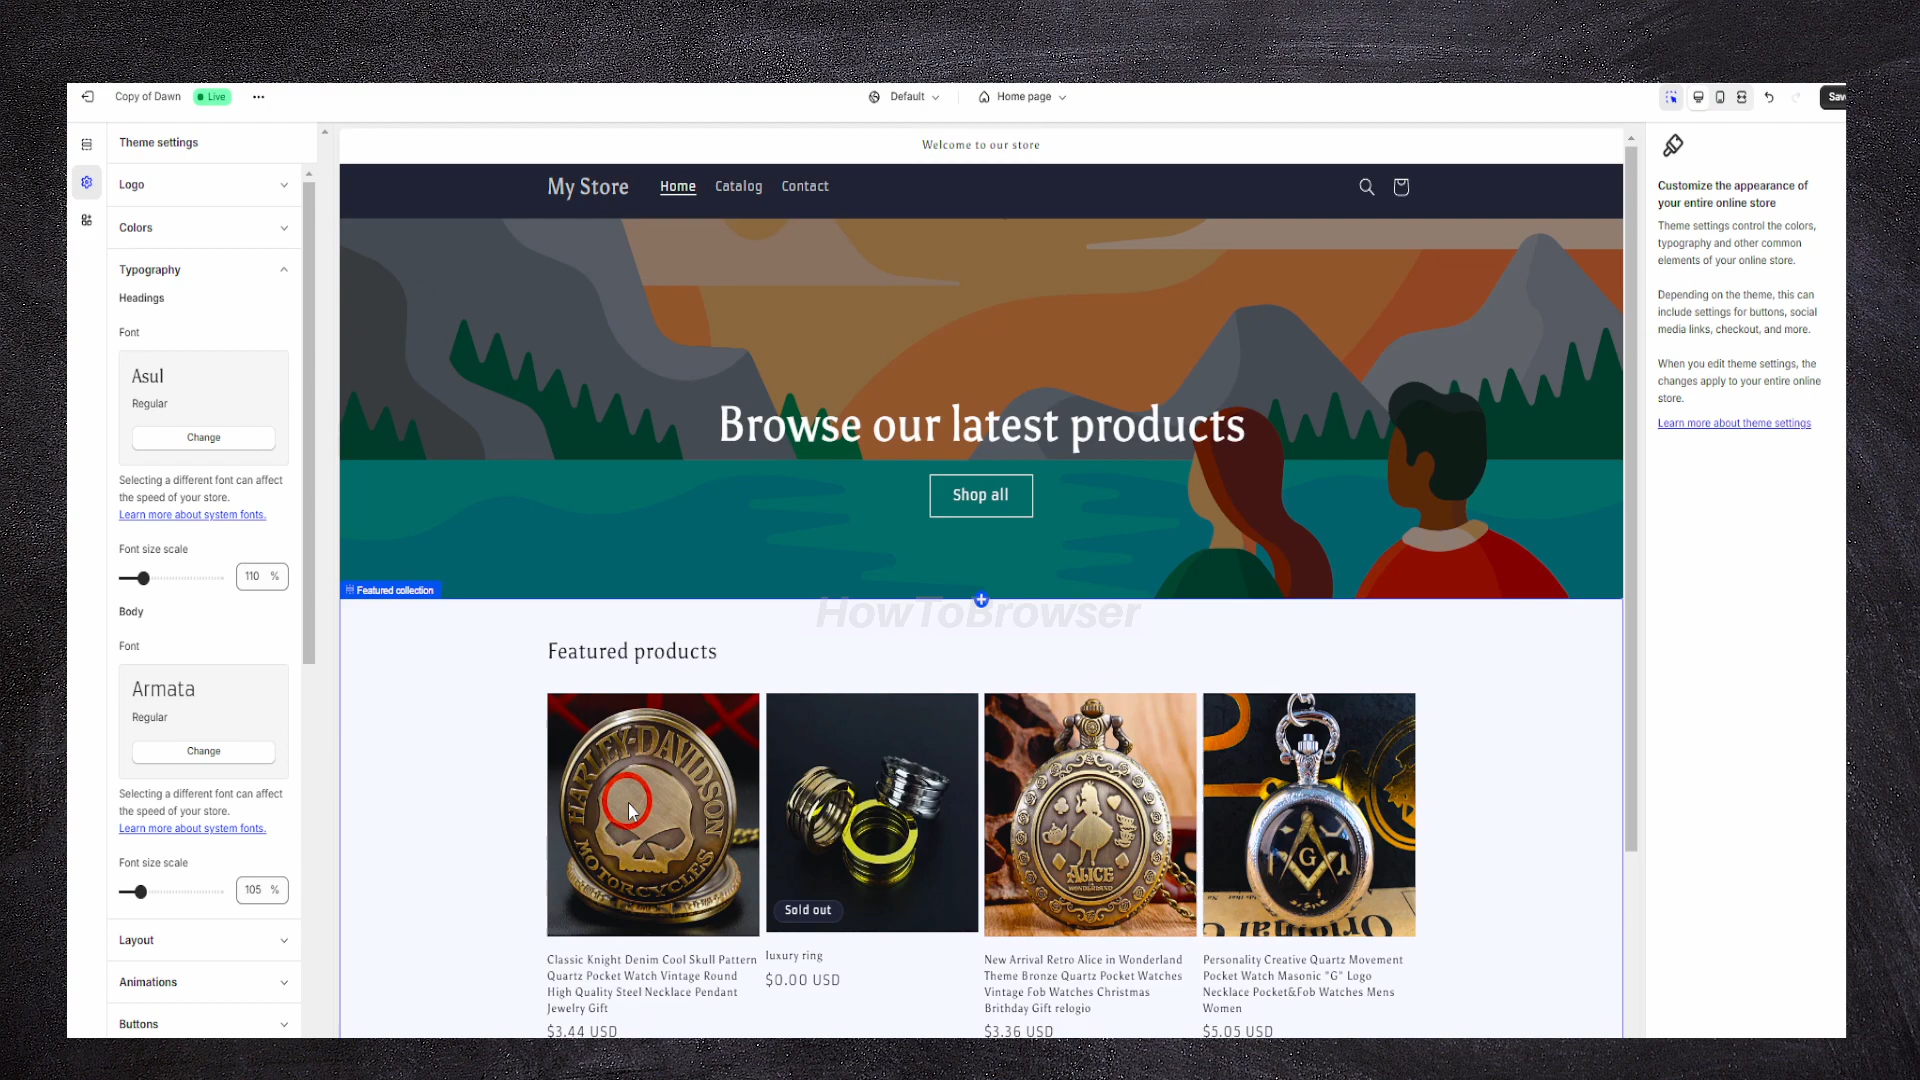 Copy of Dawn
Live
Default
Home page
Theme settings
Logo
Colors
Typography
Headings
Font
Asul
Regular
Change
Selecting a different font can affect
the speed of your store.
Learn more about system fonts.
Font size scale
110 %
Body
Font
Armata
Regular
Change
Selecting a different font can affect
the speed of your store.
Learn more about system fonts.
Font size scale
105 %
Layout
Animations
Buttons
Welcome to our store
My Store
Home
Catalog
Contact
Browse our latest products
Shop all
Featured collection
HowToBrowser
Featured products
HARLEY-DAVIDSON
MOTORCYCLES
Sold out
ALICE
IN
WONDERLAND
G
Original
Classic Knight Denim Cool Skull Pattern
Quartz Pocket Watch Vintage Round
High Quality Steel Necklace Pendant
Jewelry Gift
$3.44 USD
luxury ring
$0.00 USD
New Arrival Retro Alice in Wonderland
Theme Bronze Quartz Pocket Watches
Vintage Fob Watches Christmas
Brithday Gift relogio
$3.36 USD
Personality Creative Quartz Movement
Pocket Watch Masonic "G" Logo
Necklace Pocket&Fob Watches Mens
Women
$5.05 USD
Customize the appearance of
your entire online store
Theme settings control the colors,
typography and other common
elements of your online store.
Depending on the theme, this can
include settings for buttons, social
media links, checkout, and more.
When you edit theme settings, the
changes apply to your entire online
store.
Learn more about theme settings